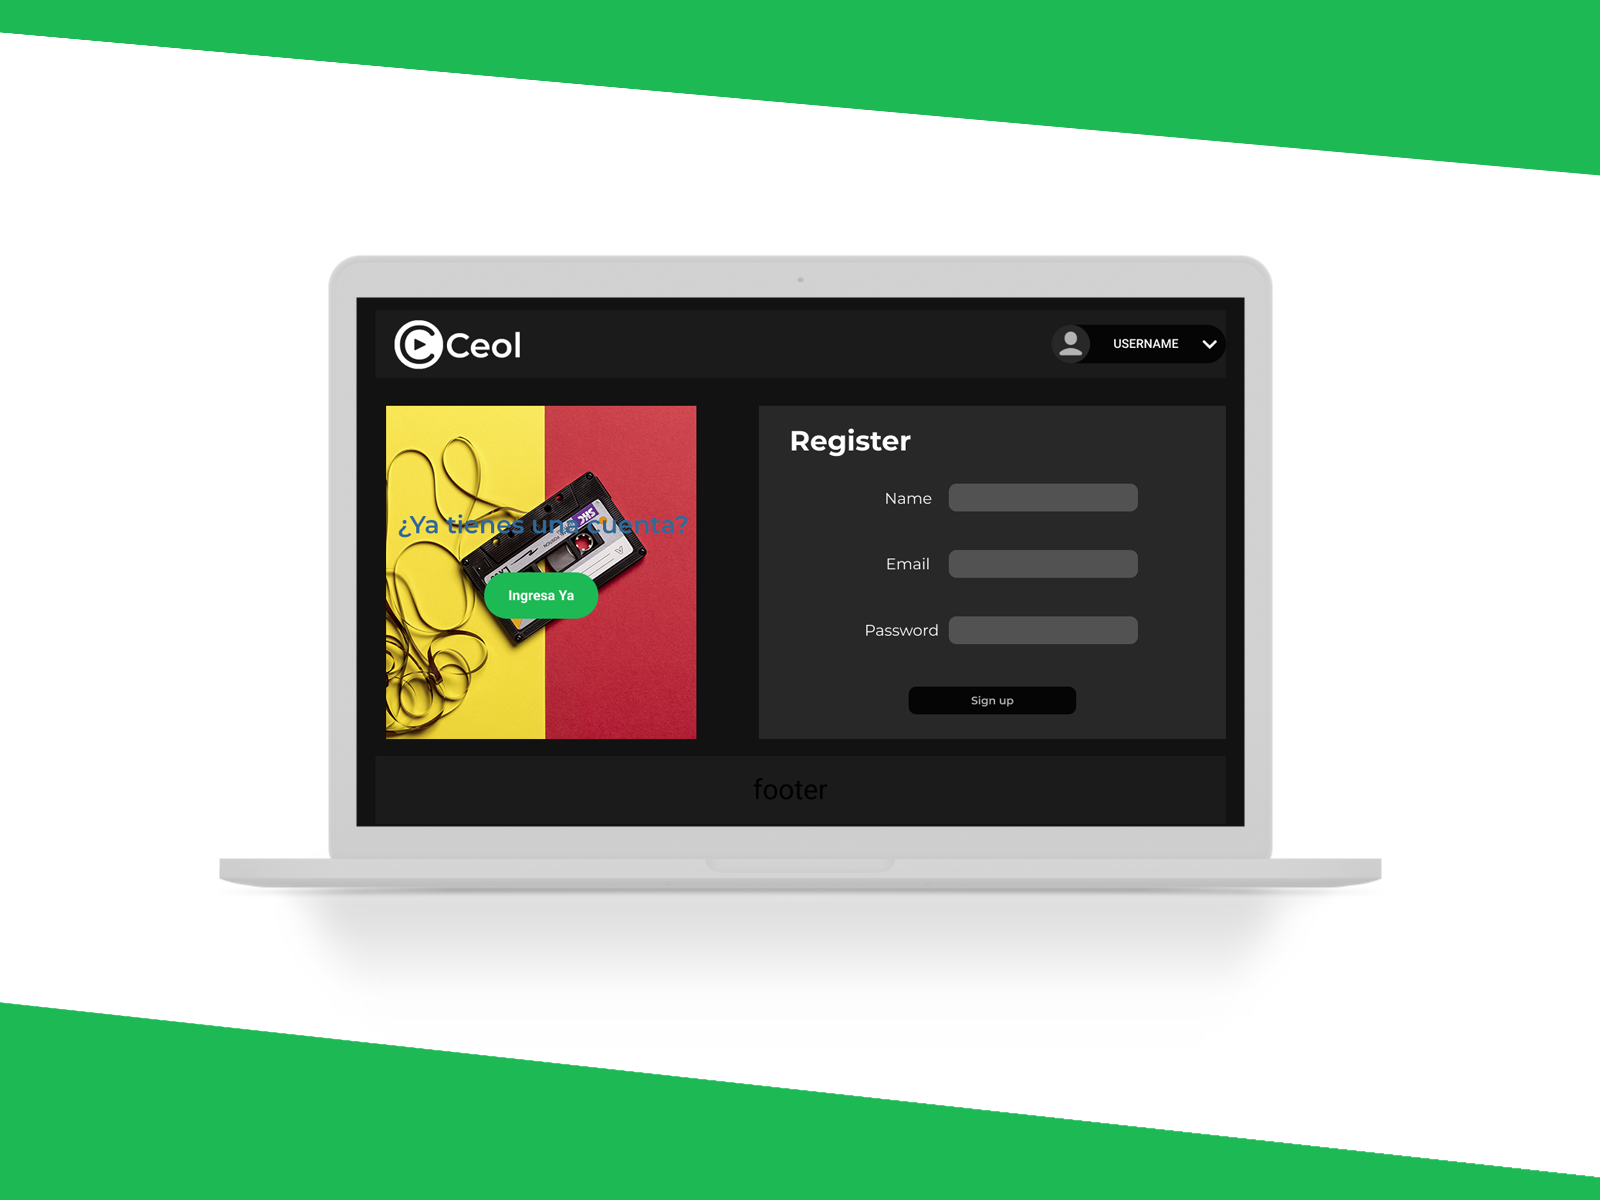 Ceol
USERNAME
Register
Name
¿Ya tienes una cuenta?
Email
Ingresa Ya
Password
Sign up
footer